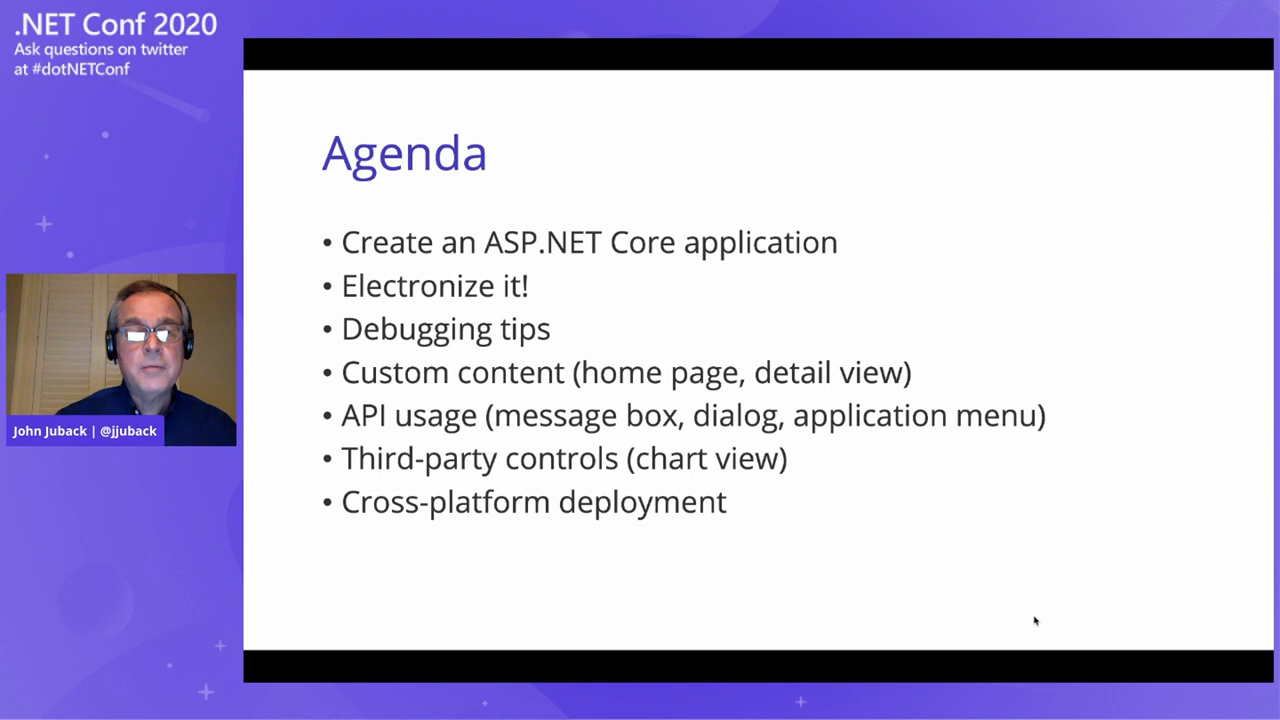 .NET Conf 2020
Ask questions on twitter
at #dotNETConf
Agenda
• Create an ASP.NET Core application
• Electronize it!
• Debugging tips
• Custom content (home page, detail view)
• API usage (message box, dialog, application menu)
• Third-party controls (chart view)
• Cross-platform deployment
John Juback | @jjuback